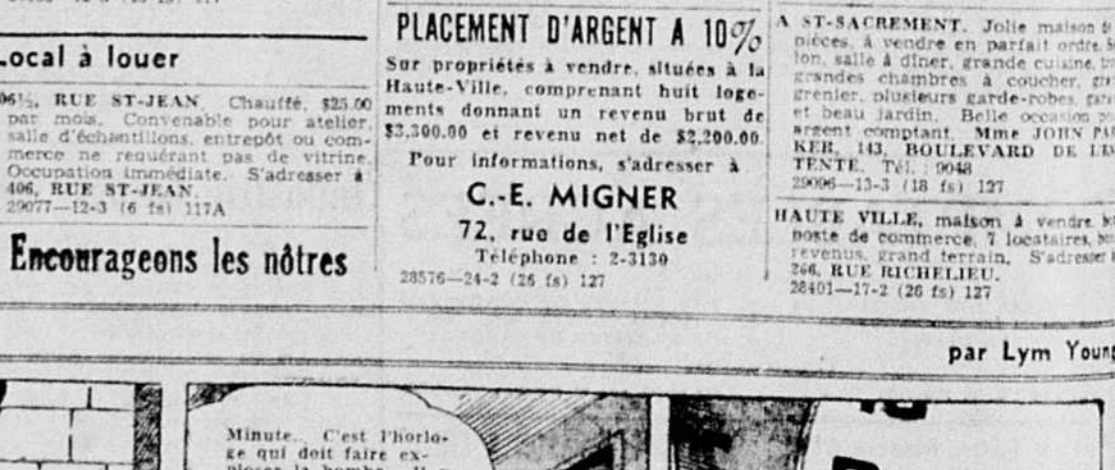 Local à louer
RUE ST-JEAN. Chauffé, $25.00
par mois. Convenable pour atelier,
salle d'échantillons, entrepôt ou com-
merce ne requérant pas de vitrine.
Occupation immédiate. S'adresser à
406, RUE ST-JEAN.
29077—12-3 (6 fs) 117A
Encourageons les nôtres
PLACEMENT D'ARGENT A 10%
Sur propriétés à vendre, situées à la
Haute-Ville, comprenant huit loge-
ments donnant un revenu brut de
$3,300.00 et revenu net de $2,200.00.
Pour informations, s'adresser à
C.-E. MIGNER
72, rue de l'Eglise
Téléphone : 2-3139
28576—24-2 (26 fs) 127
A ST-SACREMENT. Jolie maison
pièces, à vendre en parfait ordre.
lon, salle à dîner, grande cuisine,
grandes chambres à coucher,
grenier, plusieurs garde-robes,
et beau jardin. Belle occasion
argent comptant. Mme JOHN PAR-
KER, 143, BOULEVARD DE L'EN-
TENTE. Tél. : 9048
29096—13-3 (18 fs) 127
HAUTE VILLE, maison à vendre.
poste de commerce, 7 locataires,
revenus, grand terrain. S'adresser
266, RUE RICHELIEU.
28401—17-2 (26 fs) 127
par Lym Young
Minute. C'est l'horlo-
ge qui doit faire ex-
ploser la bombe.